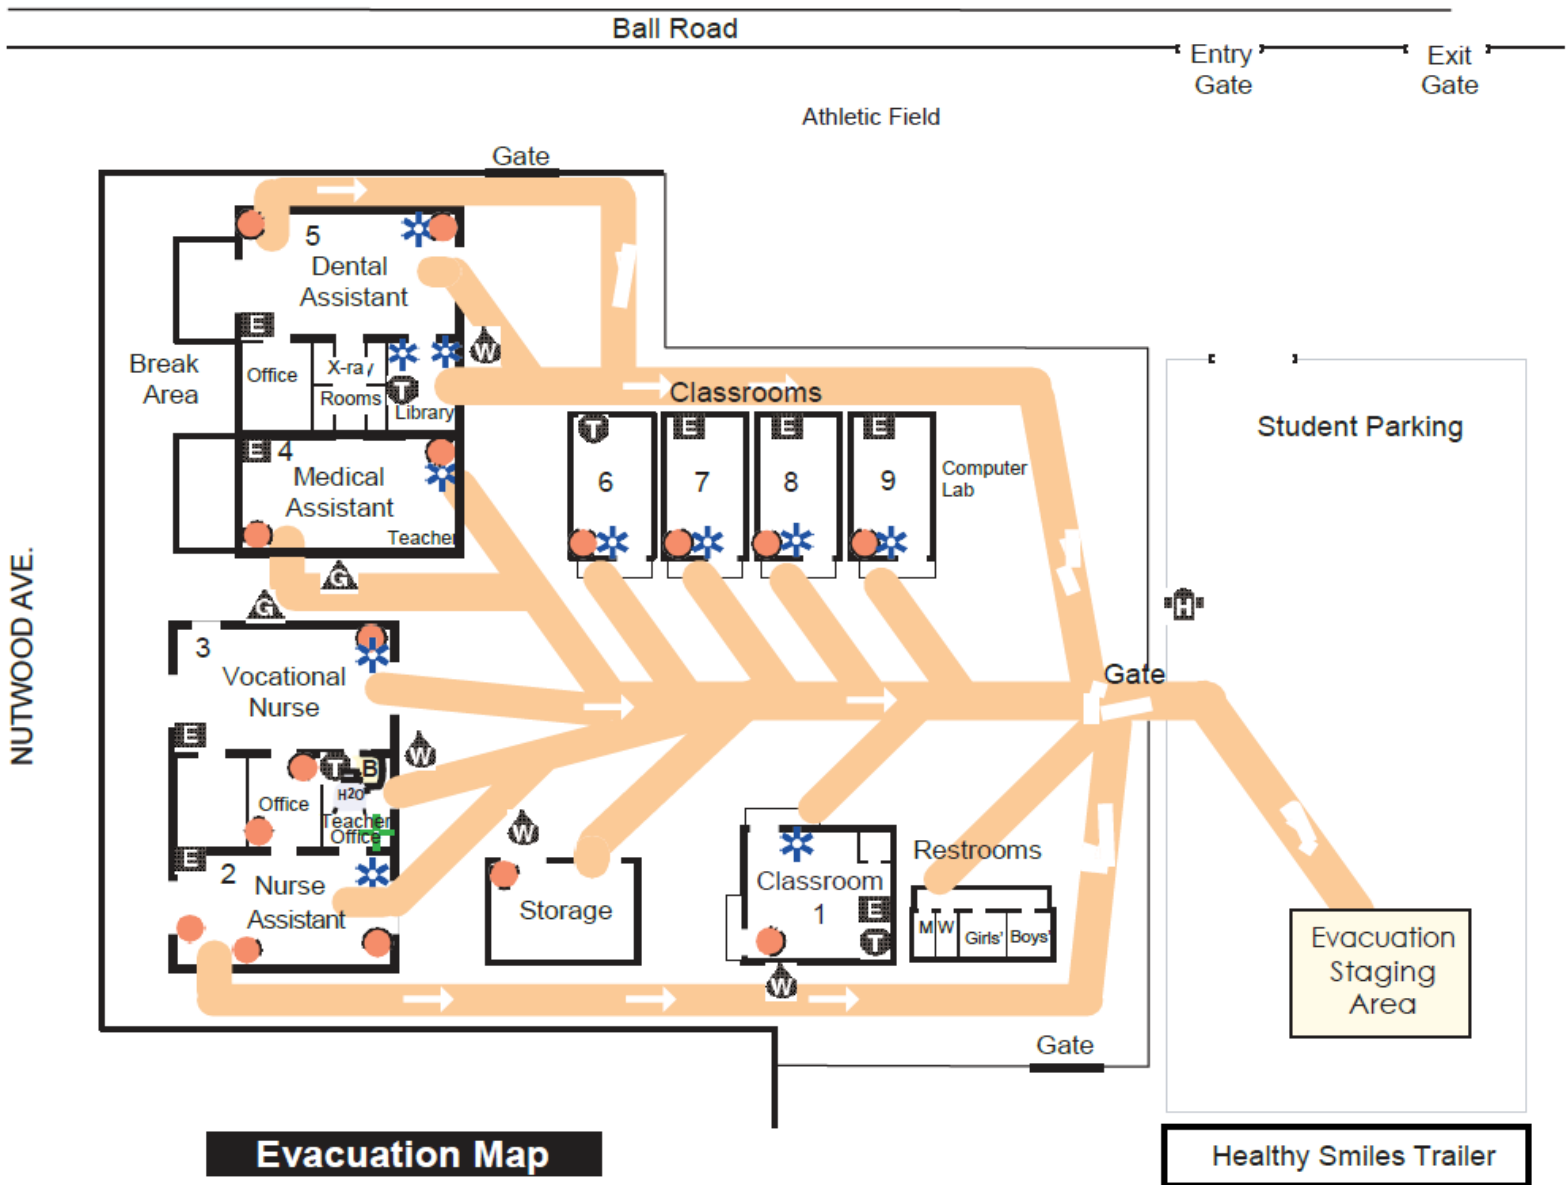 Ball Road
Entry
Gate
Exit
Gate
Athletic Field
Gate
5
Dental
Assistant
E
W
Break
Area
Office
X-ray
Rooms
T
Library
Classrooms
Student Parking
E
4
Medical
Assistant
Teacher
T
6
E
7
E
8
E
9
Computer
Lab
NUTWOOD AVE.
G
G
H
3
Vocational
Nurse
Gate
E
W
T
B
H2O
Office
Teacher
Office
E
2
Nurse
Assistant
W
Storage
Classroom
1
E
T
W
Restrooms
M
W
Girls'
Boys'
Evacuation
Staging
Area
Gate
Evacuation Map
Healthy Smiles Trailer